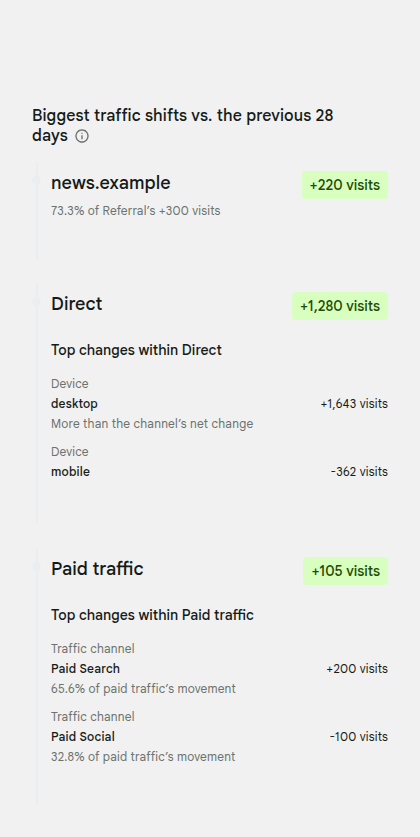 Biggest traffic shifts vs. the previous 28
days
news.example
+220 visits
73.3% of Referral's +300 visits
Direct
+1,280 visits
Top changes within Direct
Device
desktop
+1,643 visits
More than the channel's net change
Device
mobile
-362 visits
Paid traffic
+105 visits
Top changes within Paid traffic
Traffic channel
Paid Search
+200 visits
65.6% of paid traffic's movement
Traffic channel
Paid Social
-100 visits
32.8% of paid traffic's movement